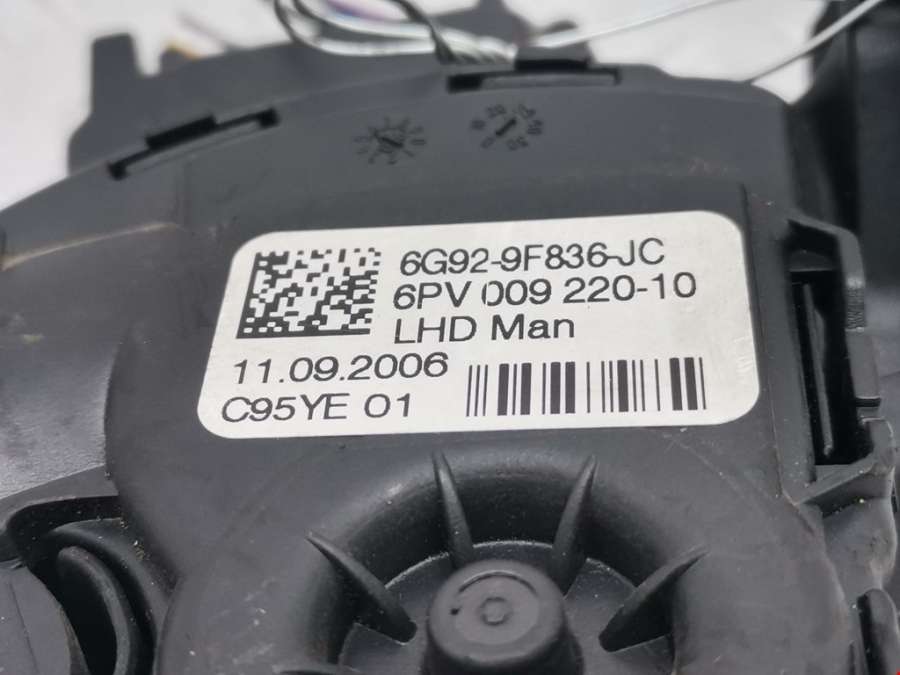 6G92-9F836-JC
6PV 009 220-10
LHD Man
11.09.2006
C95YE 01